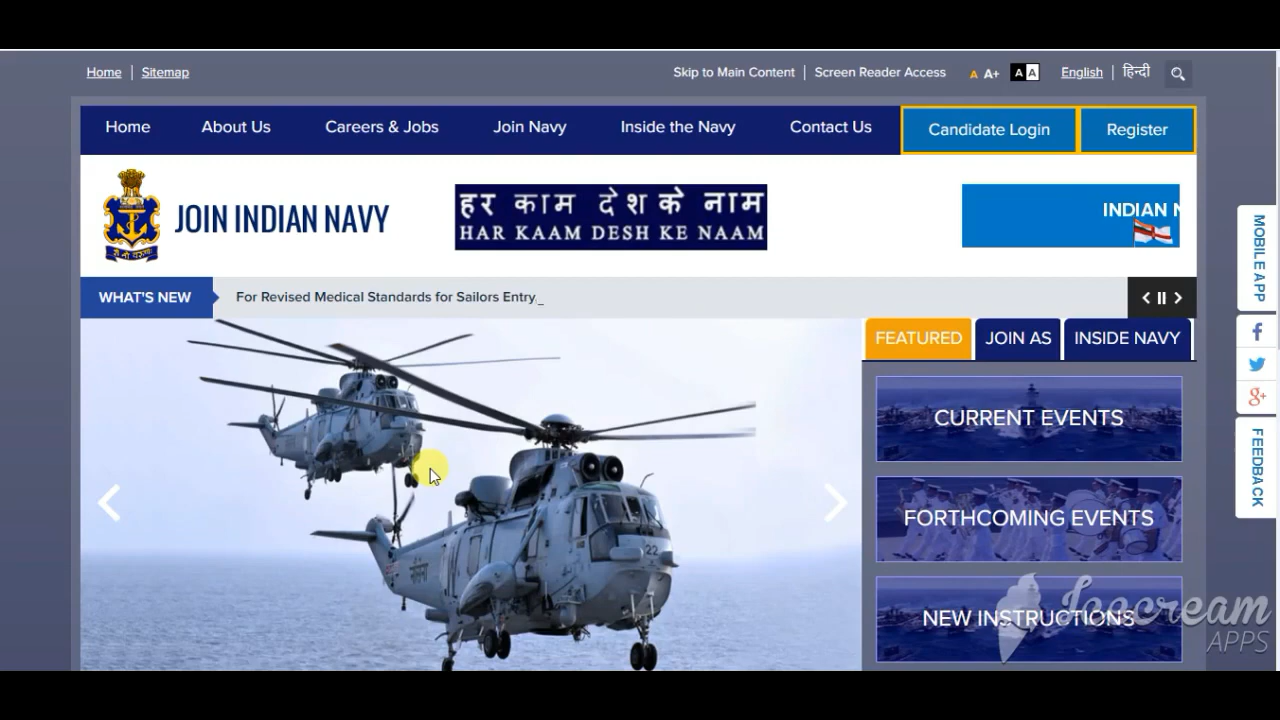 Home | Sitemap
Skip to Main Content | Screen Reader Access A A+ A A English | हिन्दी
Home About Us Careers & Jobs Join Navy Inside the Navy Contact Us Candidate Login Register
JOIN INDIAN NAVY
हर काम देश के नाम
HAR KAAM DESH KE NAAM
INDIAN N
WHAT'S NEW
For Revised Medical Standards for Sailors Entry_
FEATURED JOIN AS INSIDE NAVY
CURRENT EVENTS
FORTHCOMING EVENTS
NEW INSTRUCTIONS
22
MOBILE APP
FEEDBACK
Icecream
APPS